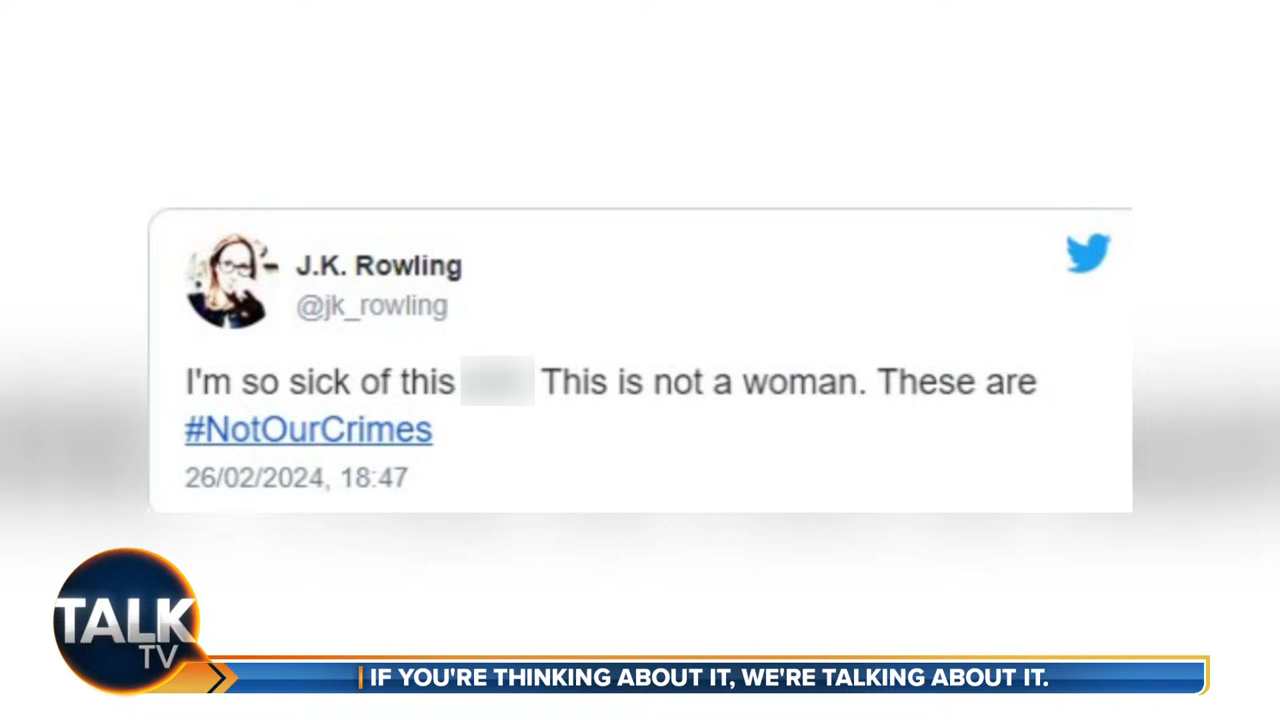 J.K. Rowling
@jk_rowling
I'm so sick of this This is not a woman. These are
#NotOurCrimes
26/02/2024, 18:47
TALK
TV
IF YOU'RE THINKING ABOUT IT, WE'RE TALKING ABOUT IT.